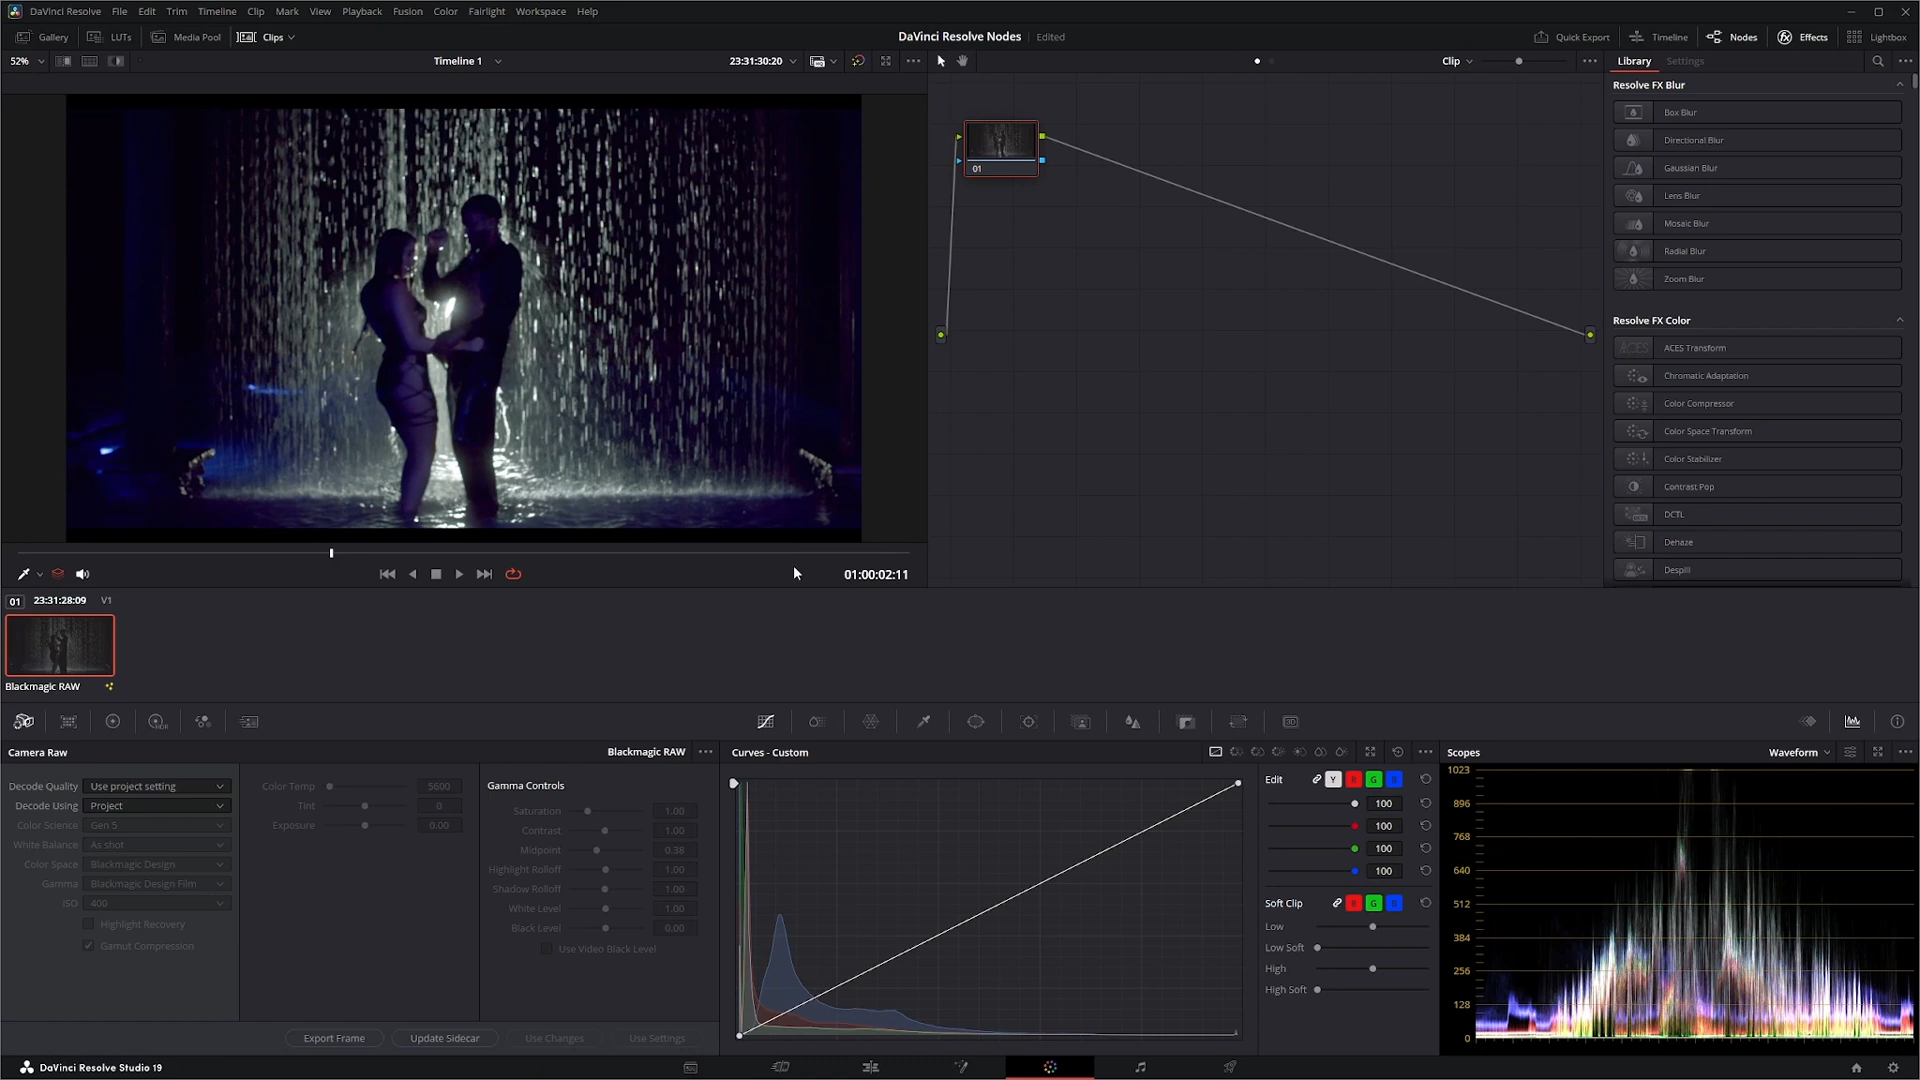 DaVinci Resolve File Edit Trim Timeline Clip Mark View Playback Fusion Color Fairlight Workspace Help
Gallery LUTs Media Pool Clips DaVinci Resolve Nodes Edited Quick Export Timeline Nodes Effects Lightbox
52% Timeline 1 23:31:30:20 Clip Library Settings
Resolve FX Blur
Box Blur
Directional Blur
Gaussian Blur
Lens Blur
Mosaic Blur
Radial Blur
Zoom Blur
Resolve FX Color
ACES Transform
Chromatic Adaptation
Color Compressor
Color Space Transform
Color Stabilizer
Contrast Pop
DCTL
Dehaze
Despill
01
01:00:02:11
01 23:31:28:09 V1
Blackmagic RAW
Camera Raw Blackmagic RAW
Decode Quality Use project setting
Decode Using Project
Color Science Gen 5
White Balance As shot
Color Space Blackmagic Design
Gamma Blackmagic Design Film
ISO 400
Highlight Recovery
Gamut Compression
Color Temp 5600
Tint 0
Exposure 0.00
Gamma Controls
Saturation 1.00
Contrast 1.00
Midpoint 0.38
Highlight Rolloff 1.00
Shadow Rolloff 1.00
White Level 1.00
Black Level 0.00
Use Video Black Level
Export Frame Update Sidecar Use Changes Use Settings
Curves - Custom
Edit Y R G B
100
100
100
100
Soft Clip R G B
Low
Low Soft
High
High Soft
Scopes Waveform
1023
896
768
640
512
384
256
128
0
DaVinci Resolve Studio 19